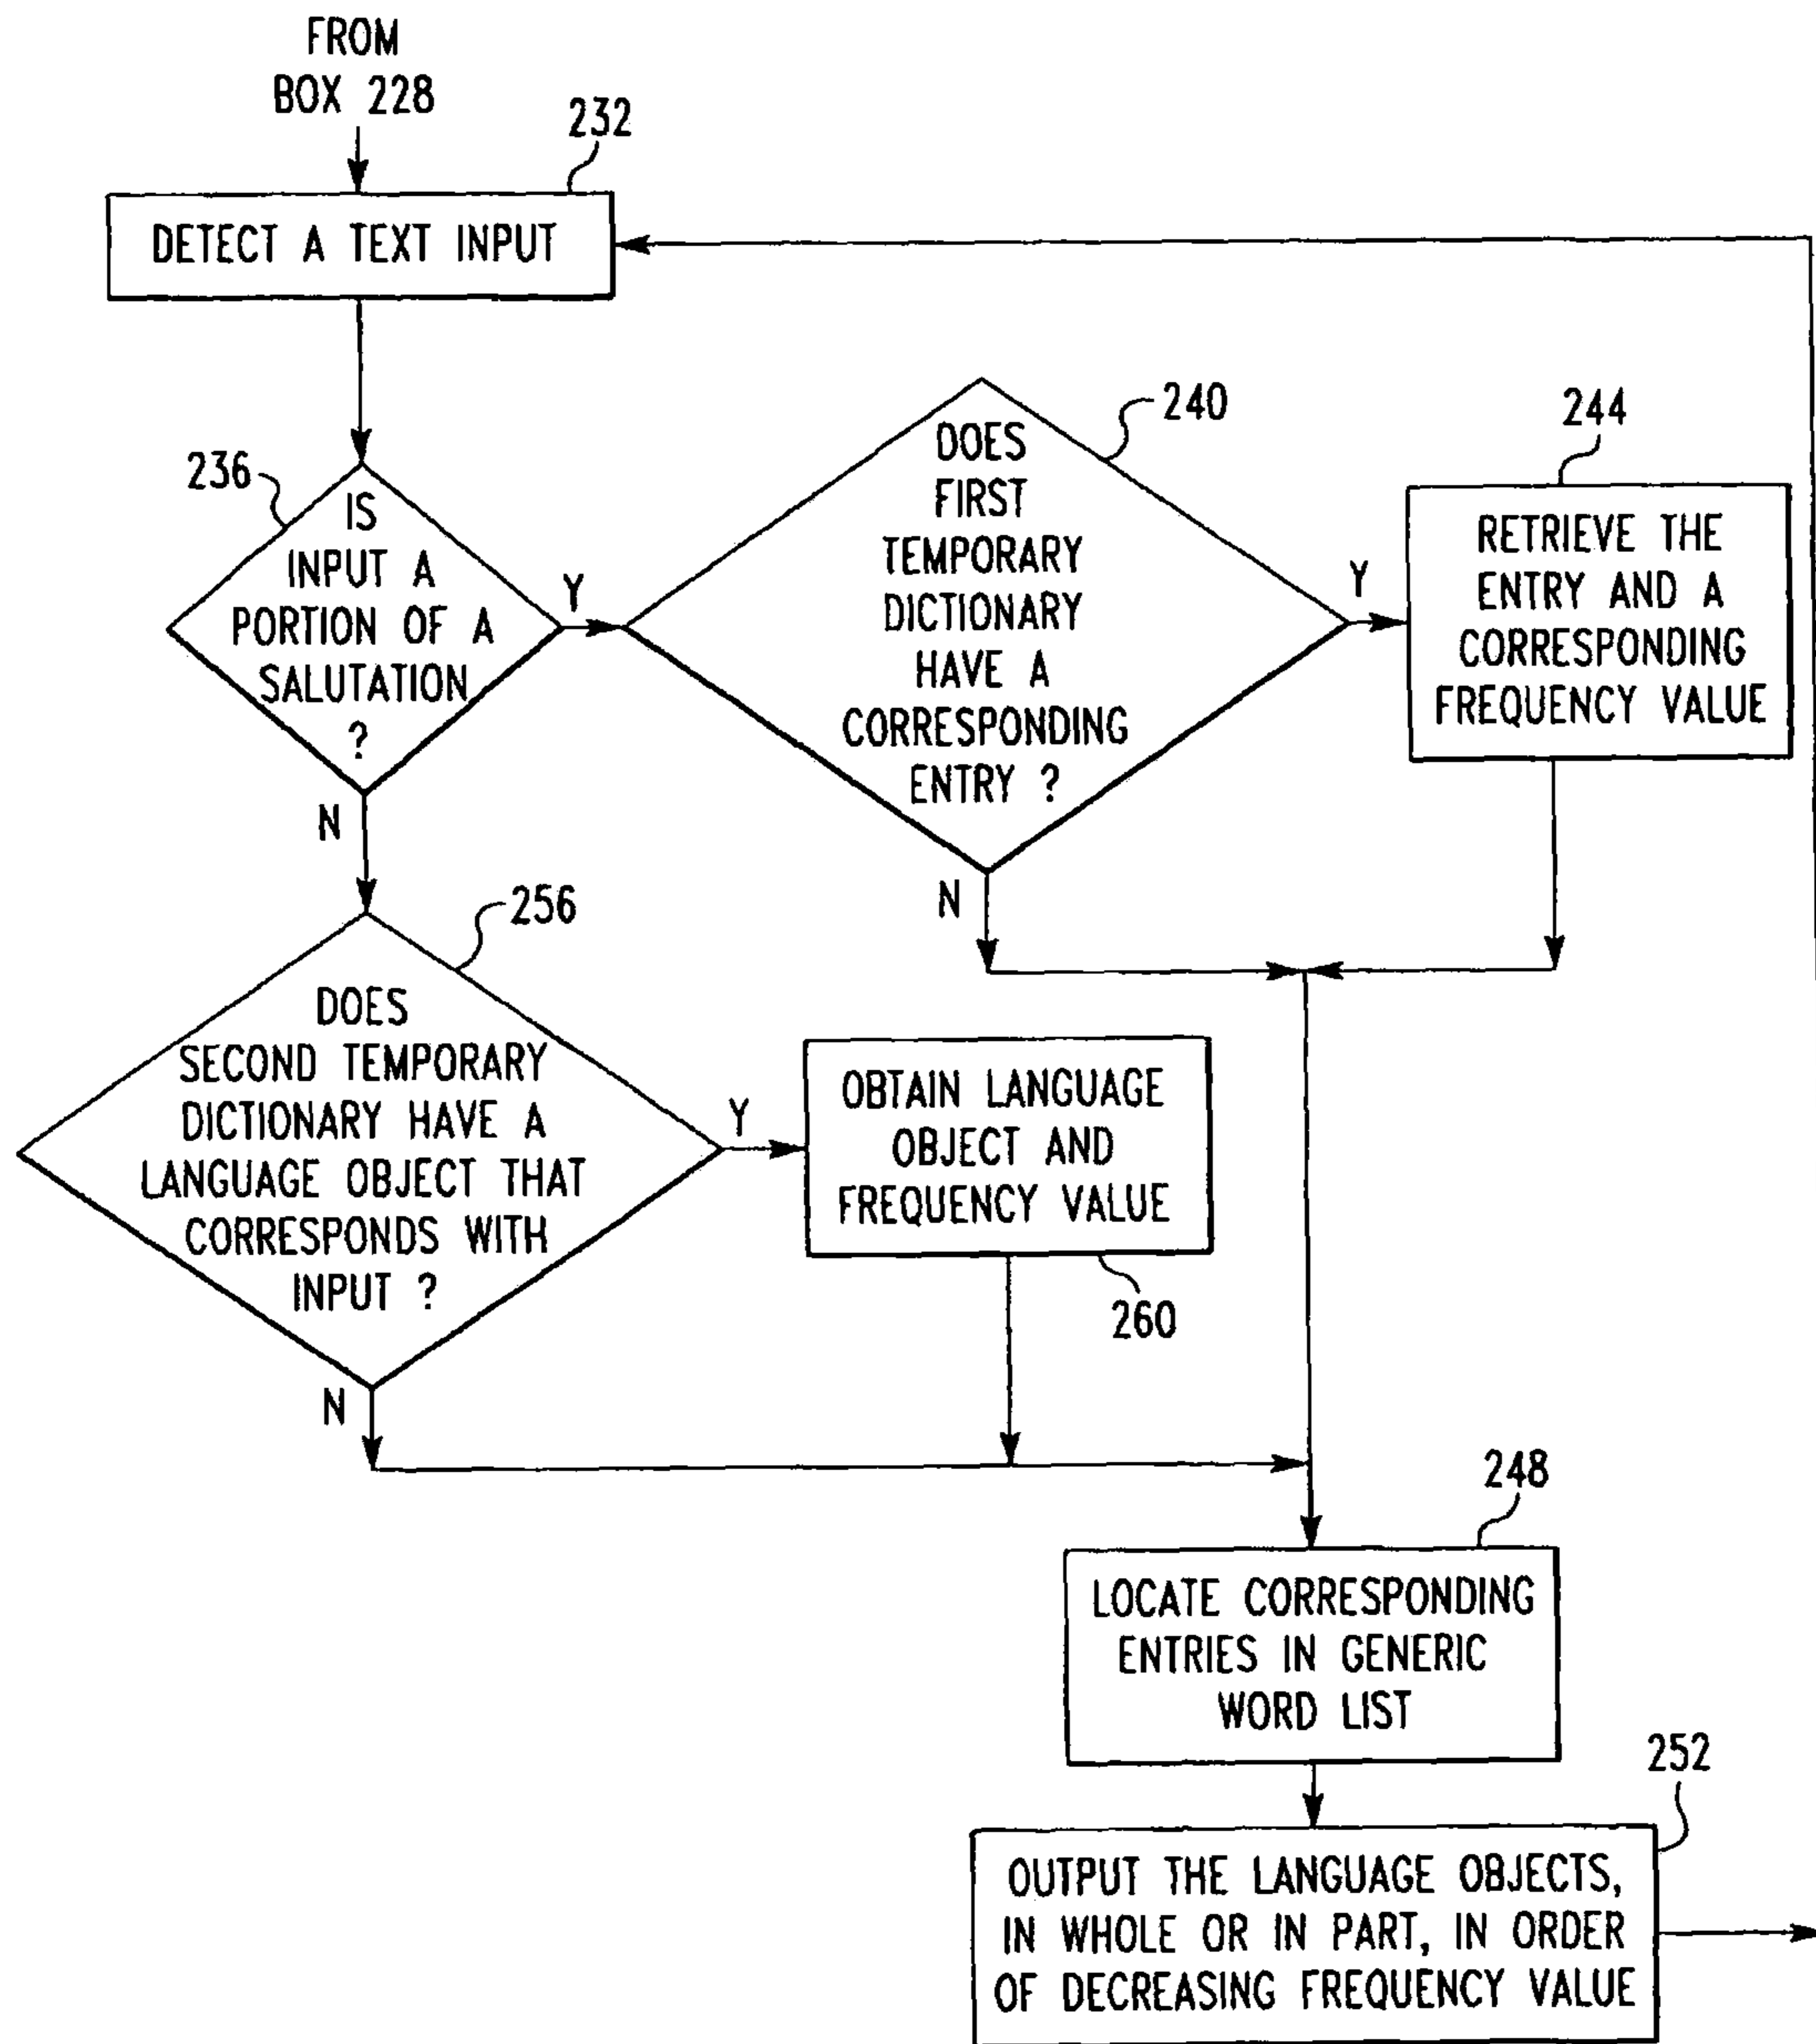 FROM
BOX 228
232
DETECT A TEXT INPUT
236
IS
INPUT A
PORTION OF A
SALUTATION
?
Y
N
240
DOES
FIRST
TEMPORARY
DICTIONARY
HAVE A
CORRESPONDING
ENTRY ?
Y
N
244
RETRIEVE THE
ENTRY AND A
CORRESPONDING
FREQUENCY VALUE
256
DOES
SECOND TEMPORARY
DICTIONARY HAVE A
LANGUAGE OBJECT THAT
CORRESPONDS WITH
INPUT ?
Y
N
OBTAIN LANGUAGE
OBJECT AND
FREQUENCY VALUE
260
248
LOCATE CORRESPONDING
ENTRIES IN GENERIC
WORD LIST
252
OUTPUT THE LANGUAGE OBJECTS,
IN WHOLE OR IN PART, IN ORDER
OF DECREASING FREQUENCY VALUE